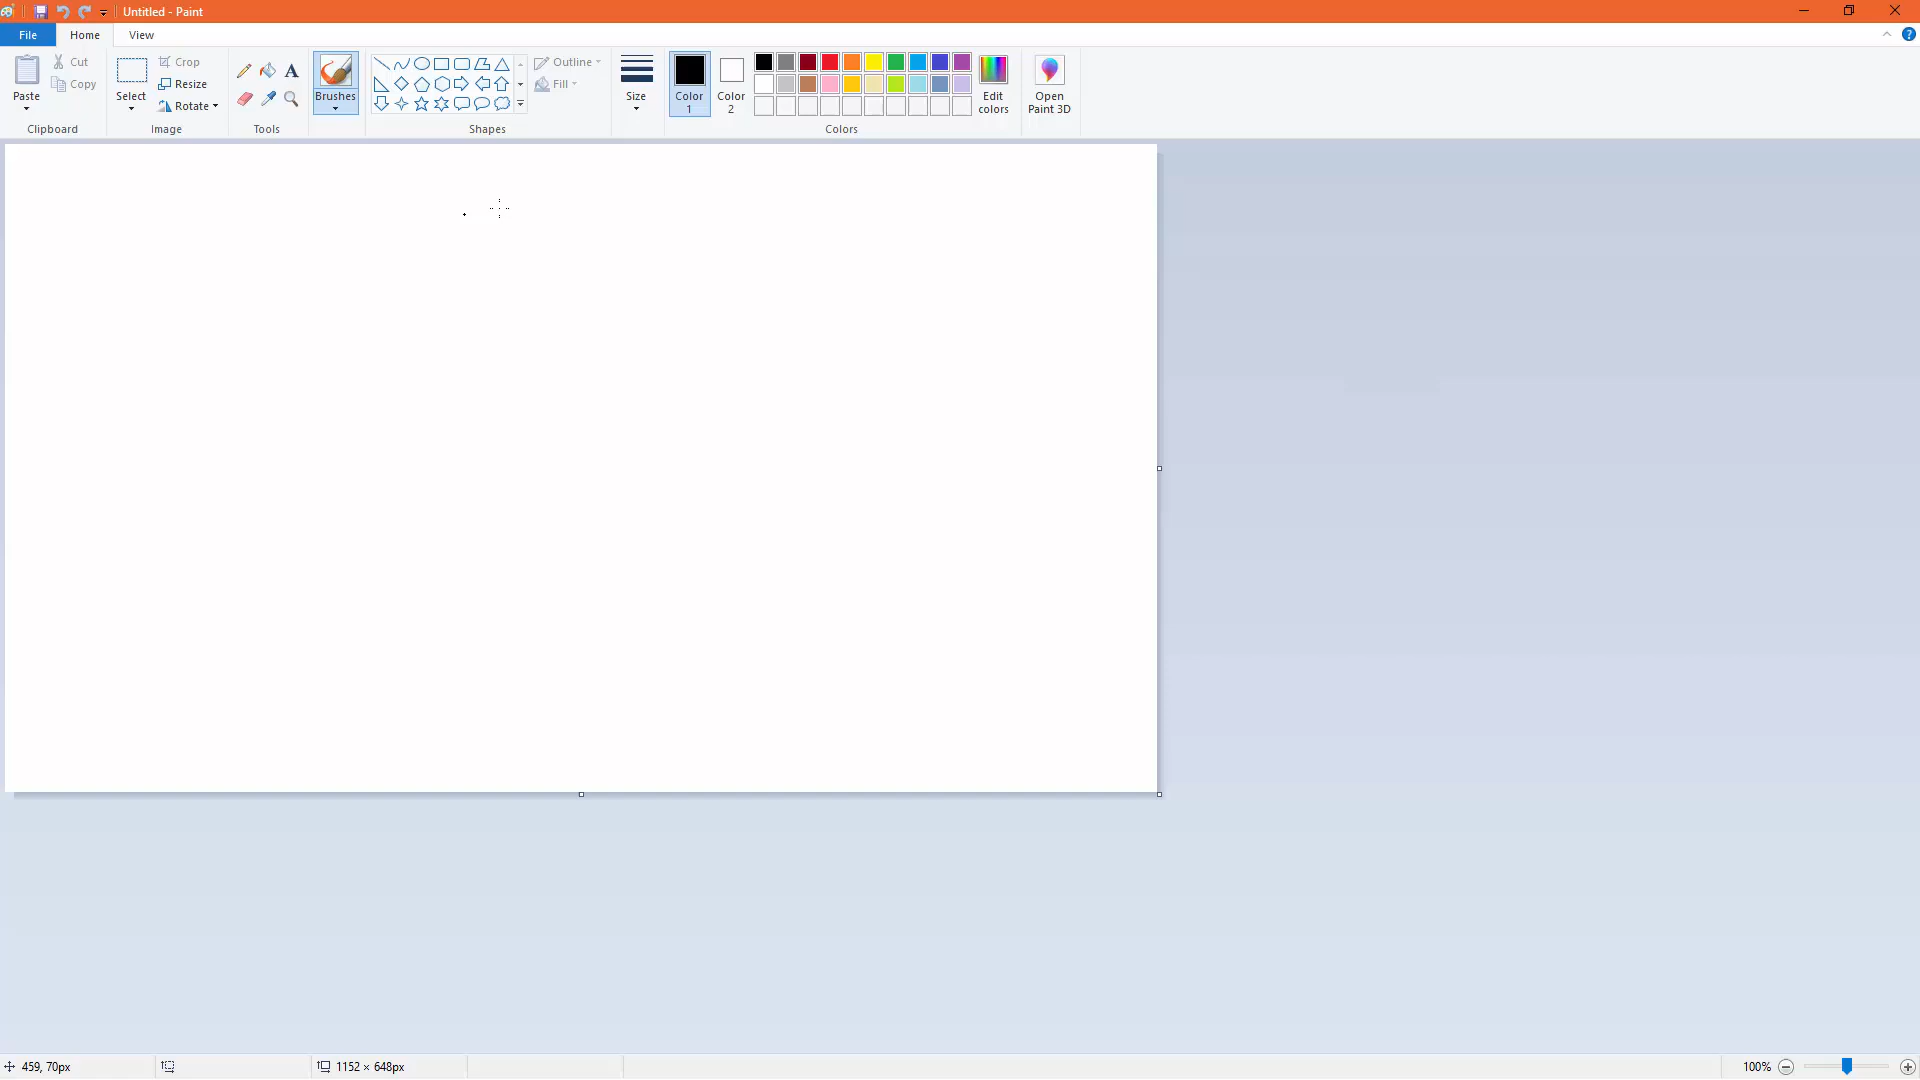 Untitled - Paint
File Home View
Paste Cut Copy Clipboard
Select Crop Resize Rotate Image
A Tools
Brushes
Outline Fill Shapes
Size
Color 1 Color 2 Edit colors Colors
Open Paint 3D
459, 70px 1152 × 648px 100%